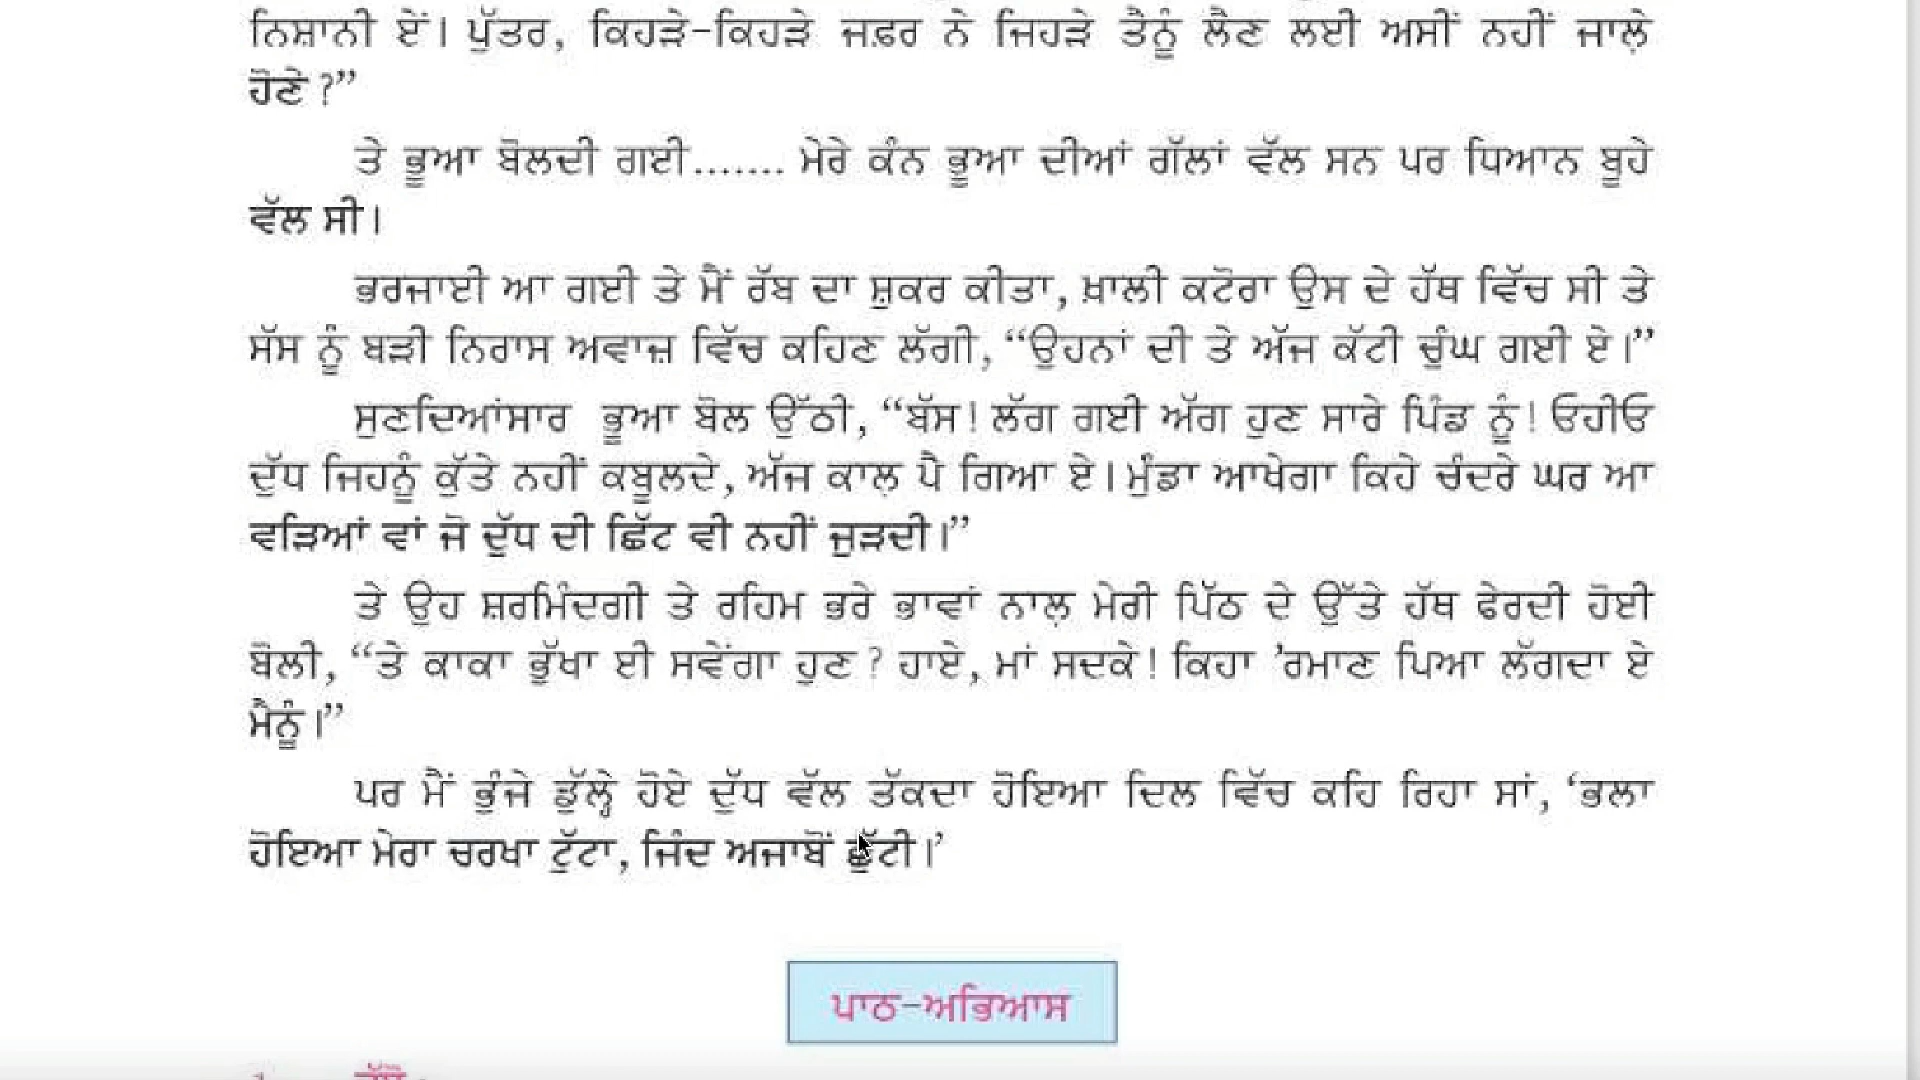 ਨਿਸ਼ਾਨੀ ਏਂ। ਪੁੱਤਰ, ਕਿਹੜੇ-ਕਿਹੜੇ ਜਫ਼ਰ ਨੇ ਜਿਹੜੇ ਤੈਨੂੰ ਲੈਣ ਲਈ ਅਸੀਂ ਨਹੀਂ ਜਾਲ਼ੇ
ਹੋਣੇ ?”
ਤੇ ਭੂਆ ਬੋਲਦੀ ਗਈ....... ਮੇਰੇ ਕੰਨ ਭੂਆ ਦੀਆਂ ਗੱਲਾਂ ਵੱਲ ਸਨ ਪਰ ਧਿਆਨ ਬੂਹੇ
ਵੱਲ ਸੀ।
ਭਰਜਾਈ ਆ ਗਈ ਤੇ ਮੈਂ ਰੱਬ ਦਾ ਸ਼ੁਕਰ ਕੀਤਾ, ਖ਼ਾਲੀ ਕਟੋਰਾ ਉਸ ਦੇ ਹੱਥ ਵਿੱਚ ਸੀ ਤੇ
ਸੱਸ ਨੂੰ ਬੜੀ ਨਿਰਾਸ ਅਵਾਜ਼ ਵਿੱਚ ਕਹਿਣ ਲੱਗੀ, “ਉਹਨਾਂ ਦੀ ਤੇ ਅੱਜ ਕੱਟੀ ਚੁੰਘ ਗਈ ਏ।”
ਸੁਣਦਿਆਂਸਾਰ ਭੂਆ ਬੋਲ ਉੱਠੀ, “ਬੱਸ! ਲੱਗ ਗਈ ਅੱਗ ਹੁਣ ਸਾਰੇ ਪਿੰਡ ਨੂੰ! ਓਹੀਓ
ਦੁੱਧ ਜਿਹਨੂੰ ਕੁੱਤੇ ਨਹੀਂ ਕਬੂਲਦੇ, ਅੱਜ ਕਾਲ਼ ਪੈ ਗਿਆ ਏ। ਮੁੰਡਾ ਆਖੇਗਾ ਕਿਹੇ ਚੰਦਰੇ ਘਰ ਆ
ਵੜਿਆਂ ਵਾਂ ਜੋ ਦੁੱਧ ਦੀ ਛਿੱਟ ਵੀ ਨਹੀਂ ਜੁੜਦੀ।”
ਤੇ ਉਹ ਸ਼ਰਮਿੰਦਗੀ ਤੇ ਰਹਿਮ ਭਰੇ ਭਾਵਾਂ ਨਾਲ਼ ਮੇਰੀ ਪਿੱਠ ਦੇ ਉੱਤੇ ਹੱਥ ਫੇਰਦੀ ਹੋਈ
ਬੋਲੀ, “ਤੇ ਕਾਕਾ ਭੁੱਖਾ ਈ ਸਵੇਂਗਾ ਹੁਣ ? ਹਾਏ, ਮਾਂ ਸਦਕੇ! ਕਿਹਾ ’ਰਮਾਣ ਪਿਆ ਲੱਗਦਾ ਏ
ਮੈਨੂੰ।”
ਪਰ ਮੈਂ ਭੁੰਜੇ ਡੁੱਲ੍ਹੇ ਹੋਏ ਦੁੱਧ ਵੱਲ ਤੱਕਦਾ ਹੋਇਆ ਦਿਲ ਵਿੱਚ ਕਹਿ ਰਿਹਾ ਸਾਂ, ‘ਭਲਾ
ਹੋਇਆ ਮੇਰਾ ਚਰਖਾ ਟੁੱਟਾ, ਜਿੰਦ ਅਜਾਬੋਂ ਛੁੱਟੀ।’
ਪਾਠ-ਅਭਿਆਸ